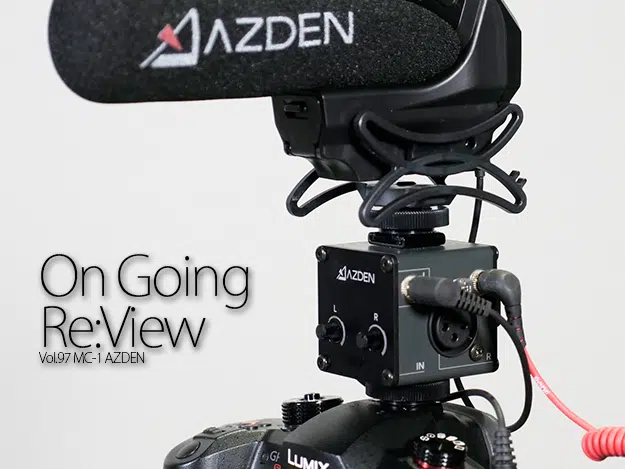 AZDEN
AZDEN
L
R
IN
R
On Going
Re:View
Vol.97 MC-1 AZDEN
LUMIX